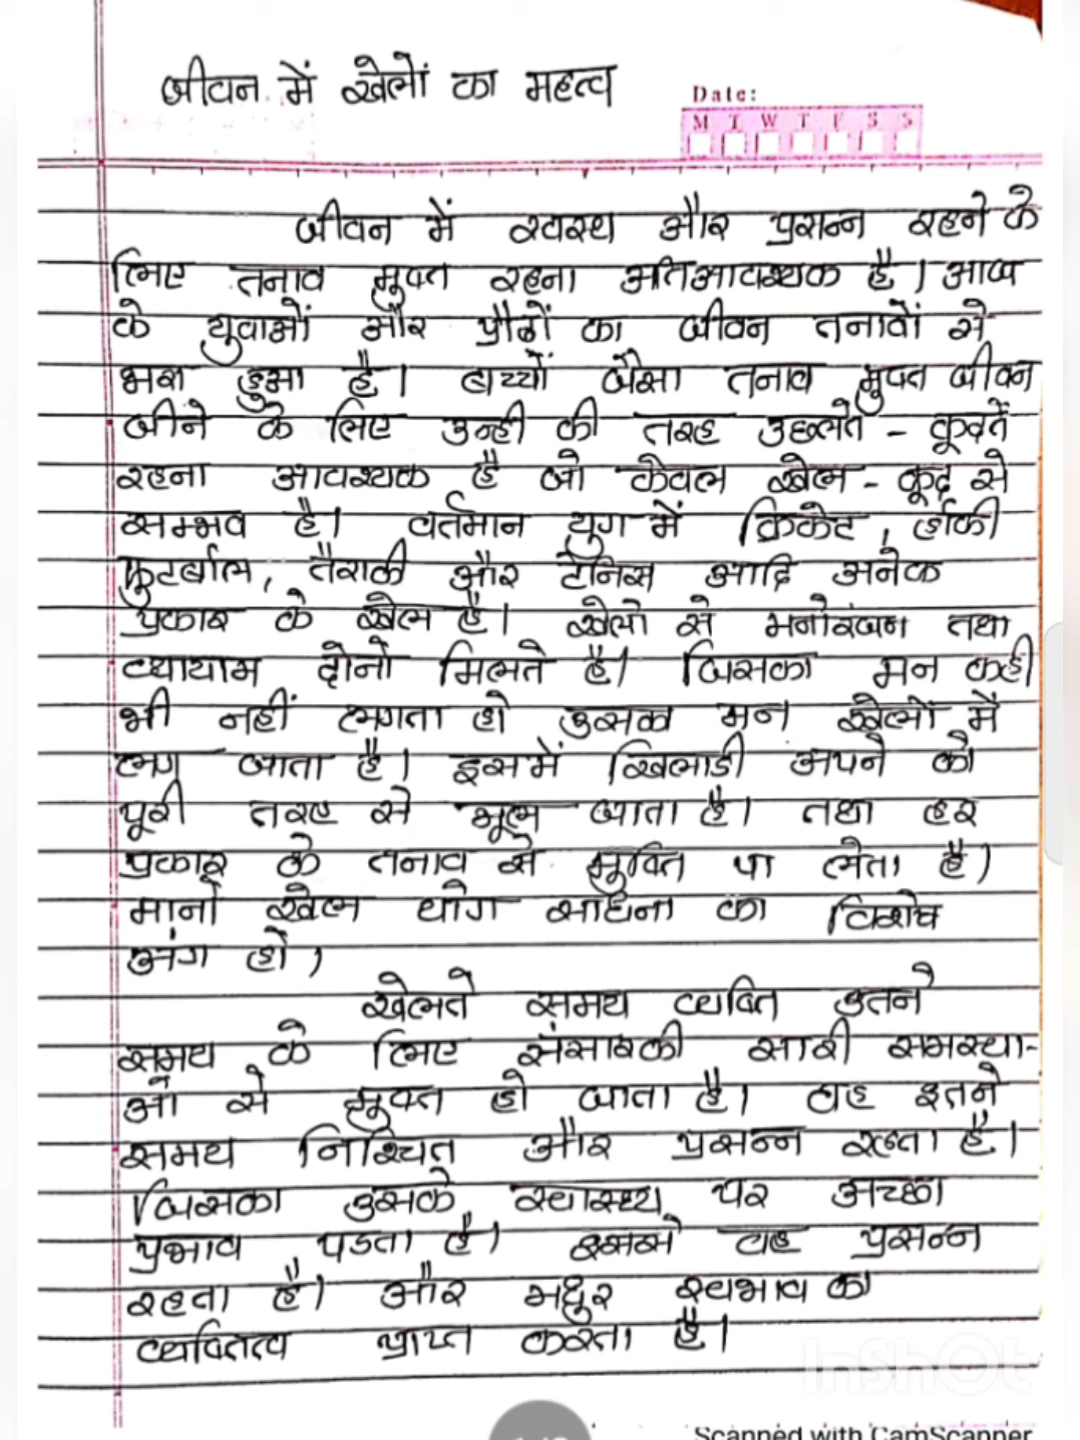 जीवन में खेलों का महत्व
Date:
M T W T F S S
जीवन में स्वस्थ और प्रसन्न रहने के
लिए तनाव मुक्त रहना अतिआवश्यक है। आज
के युवाओं और प्रौढों का जीवन तनावों से
भरा हुआ है। बच्चों जैसा तनाव मुक्त जीवन
जीने के लिए उन्ही की तरह उछलते - कूदतें
रहना आवश्यक है जो केवल खेल - कूद से
सम्भव है। वर्तमान युग में क्रिकेट, हॉकी
फुटबॉल, तैराकी और टेनिस आदि अनेक
प्रकार के खेल है। खेलो से मनोरंजन तथा
व्यायाम दोनो मिलते है। जिसका मन कही
भी नहीं लगता हो उसका मन खेलों में
लग जाता है। इसमें खिलाडी अपने को
पूरी तरह से भूल जाता है। तथा हर
प्रकार के तनाव से मुक्ति पा लेता है।
मानो खेल योग साधना का विशेष
अंग हो।
खेलते समय व्यक्ति उतने
समय के लिए संसारकी सारी समस्या-
ओं से मुक्त हो जाता है। वह इतने
समय निश्चित और प्रसन्न रहता है।
जिसका उसके स्वास्थ्य पर अच्छा
प्रभाव पडता है। इससे वह प्रसन्न
रहता है। और मधुर स्वभाव का
व्यक्तित्व प्राप्त करता है।
InShOt
Scanned with CamScanner